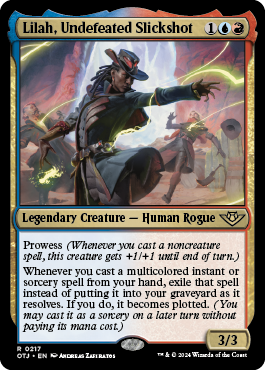 Lilah, Undefeated Slickshot 1
Legendary Creature — Human Rogue
Prowess (Whenever you cast a noncreature
spell, this creature gets +1/+1 until end of turn.)
Whenever you cast a multicolored instant or
sorcery spell from your hand, exile that spell
instead of putting it into your graveyard as it
resolves. If you do, it becomes plotted. (You
may cast it as a sorcery on a later turn without
paying its mana cost.)
3/3
R 0217
OTJ • EN Andreas Zafiratos
™ & © 2024 Wizards of the Coast